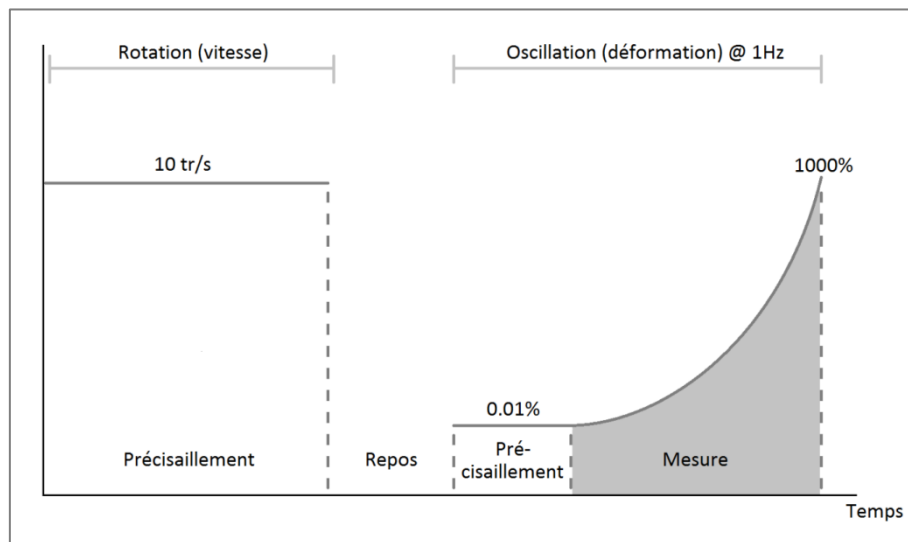 Rotation (vitesse)
Oscillation (déformation) @ 1Hz
10 tr/s
1000%
0.01%
Précisaillement
Repos
Pré-
cisaillement
Mesure
Temps